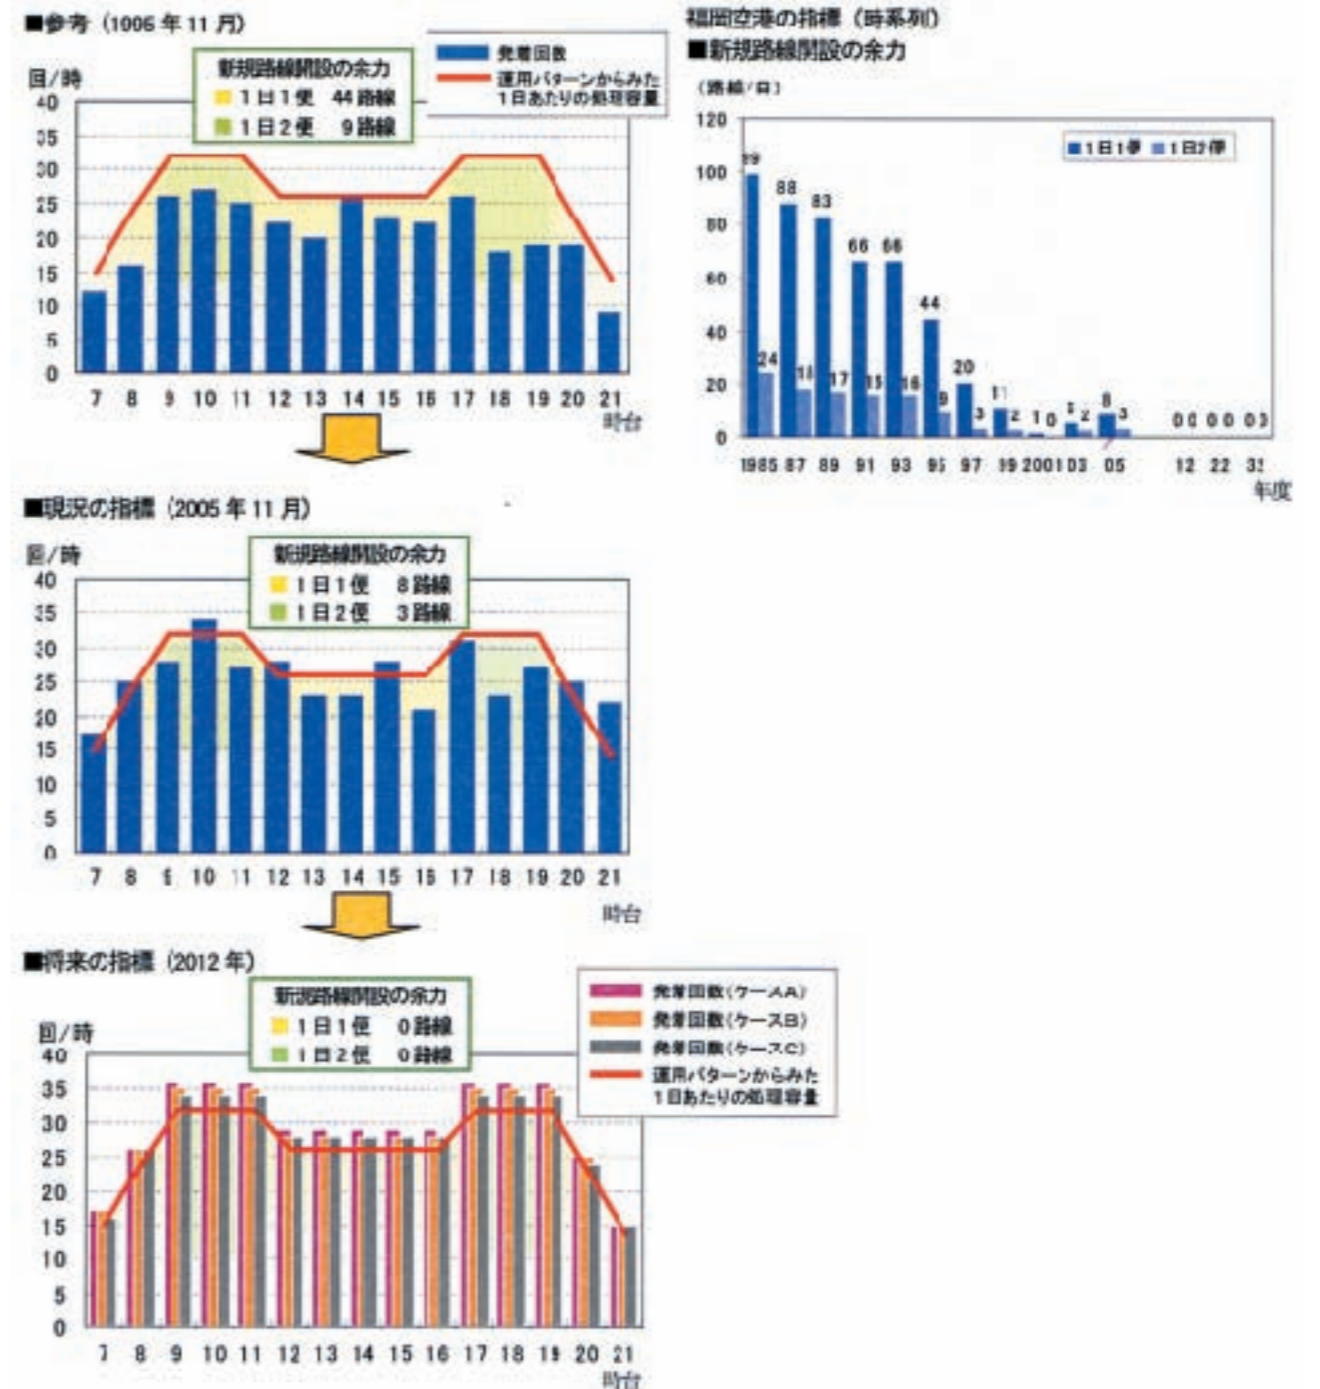 ■参考（1996年11月）
回/時
新規路線開設の余力
1日1便 44路線
1日2便 9路線
発着回数
運用パターンからみた
1日あたりの処理容量
40
35
30
25
20
15
10
5
0
7 8 9 10 11 12 13 14 15 16 17 18 19 20 21
時台
福岡空港の指標（時系列）
■新規路線開設の余力
（路線/日）
1日1便 1日2便
120
100
80
60
40
20
0
99 88 83 66 66 44 20 11 1 8
24 18 17 16 9 3 2 0 2 3
0 0 0 0 0 0
1985 87 89 91 93 95 97 99 2001 03 05 12 22 32
年度
■現況の指標（2005年11月）
回/時
新規路線開設の余力
1日1便 8路線
1日2便 3路線
40
35
30
25
20
15
10
5
0
7 8 9 10 11 12 13 14 15 16 17 18 19 20 21
時台
■将来の指標（2012年）
回/時
新規路線開設の余力
1日1便 0路線
1日2便 0路線
発着回数(ケースA)
発着回数(ケースB)
発着回数(ケースC)
運用パターンからみた
1日あたりの処理容量
40
35
30
25
20
15
10
5
0
7 8 9 10 11 12 13 14 15 16 17 18 19 20 21
時台